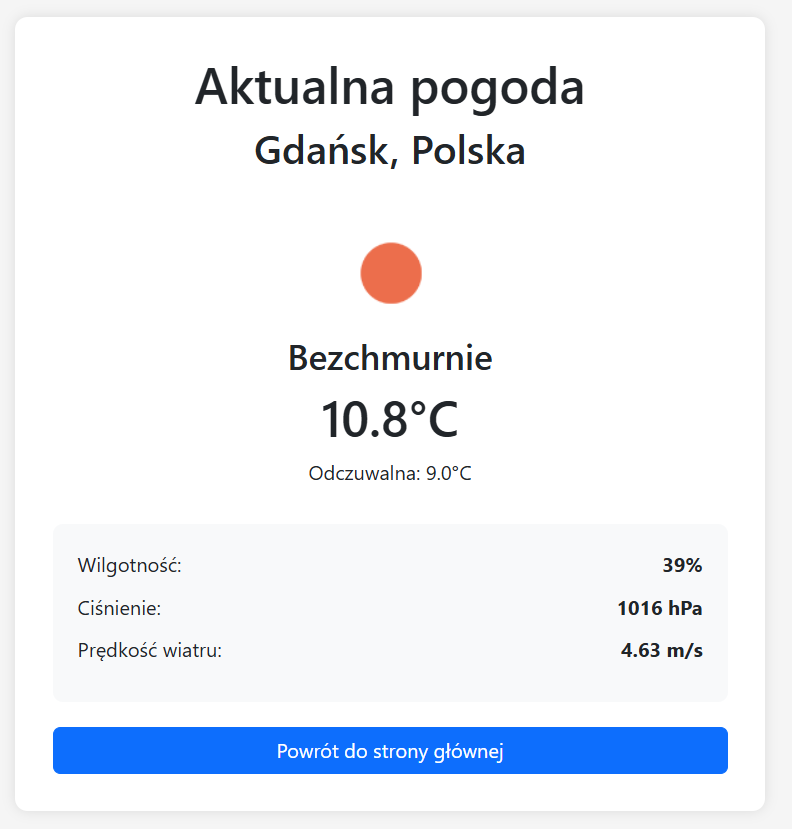 Aktualna pogoda
Gdańsk, Polska
Bezchmurnie
10.8°C
Odczuwalna: 9.0°C
Wilgotność: 39%
Ciśnienie: 1016 hPa
Prędkość wiatru: 4.63 m/s
Powrót do strony głównej